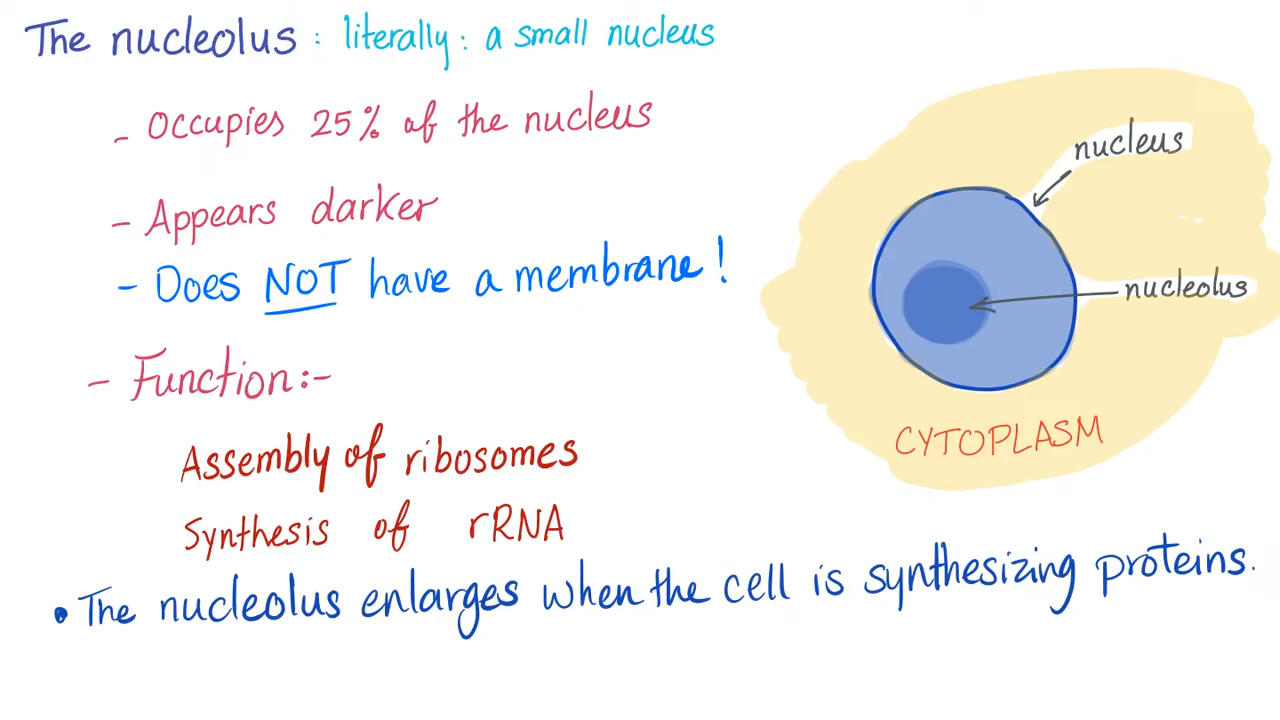 The nucleolus : literally : a small nucleus
- Occupies 25% of the nucleus
- Appears darker
- Does NOT have a membrane !
- Function:-
Assembly of ribosomes
Synthesis of rRNA
• The nucleolus enlarges when the cell is synthesizing proteins.
nucleus
nucleolus
CYTOPLASM